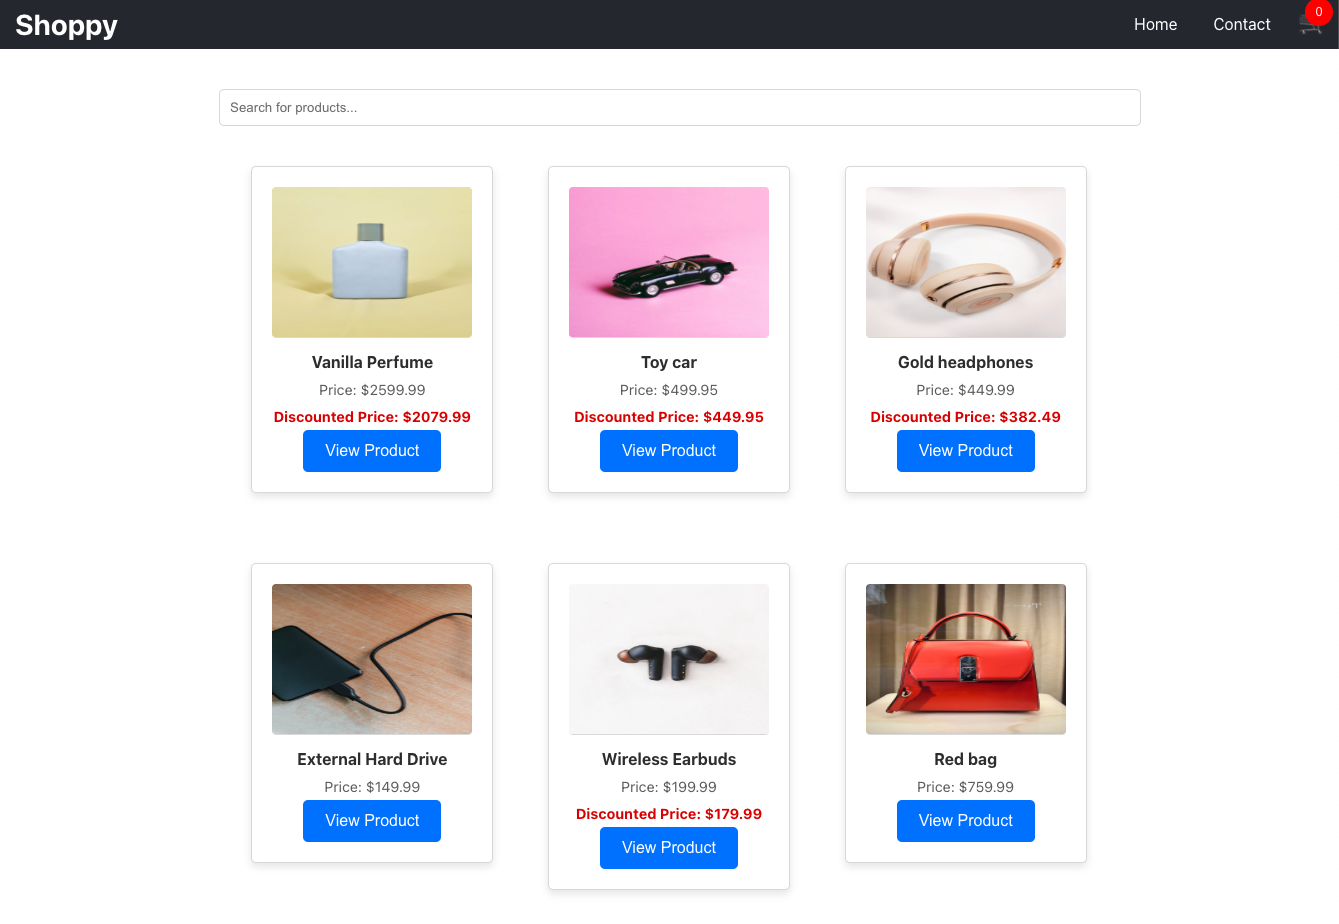 Shoppy
Home Contact 0
Search for products...
Vanilla Perfume
Price: $2599.99
Discounted Price: $2079.99
View Product
Toy car
Price: $499.95
Discounted Price: $449.95
View Product
Gold headphones
Price: $449.99
Discounted Price: $382.49
View Product
External Hard Drive
Price: $149.99
View Product
Wireless Earbuds
Price: $199.99
Discounted Price: $179.99
View Product
Red bag
Price: $759.99
View Product